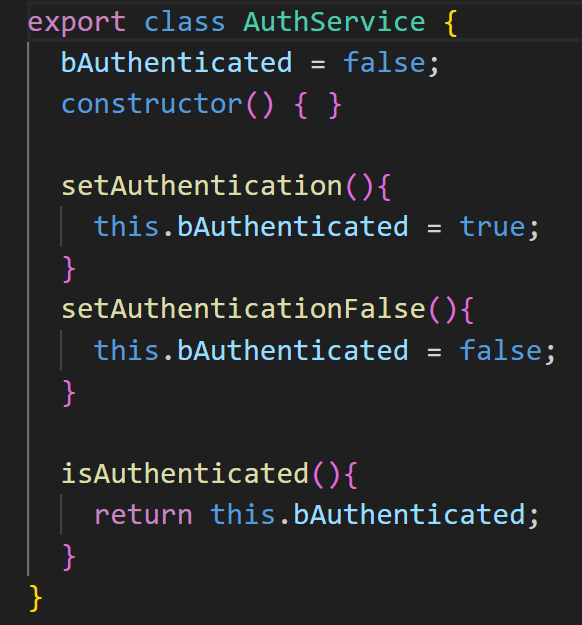 export class AuthService {
  bAuthenticated = false;
  constructor() { }

  setAuthentication(){
    this.bAuthenticated = true;
  }
  setAuthenticationFalse(){
    this.bAuthenticated = false;
  }

  isAuthenticated(){
    return this.bAuthenticated;
  }
}